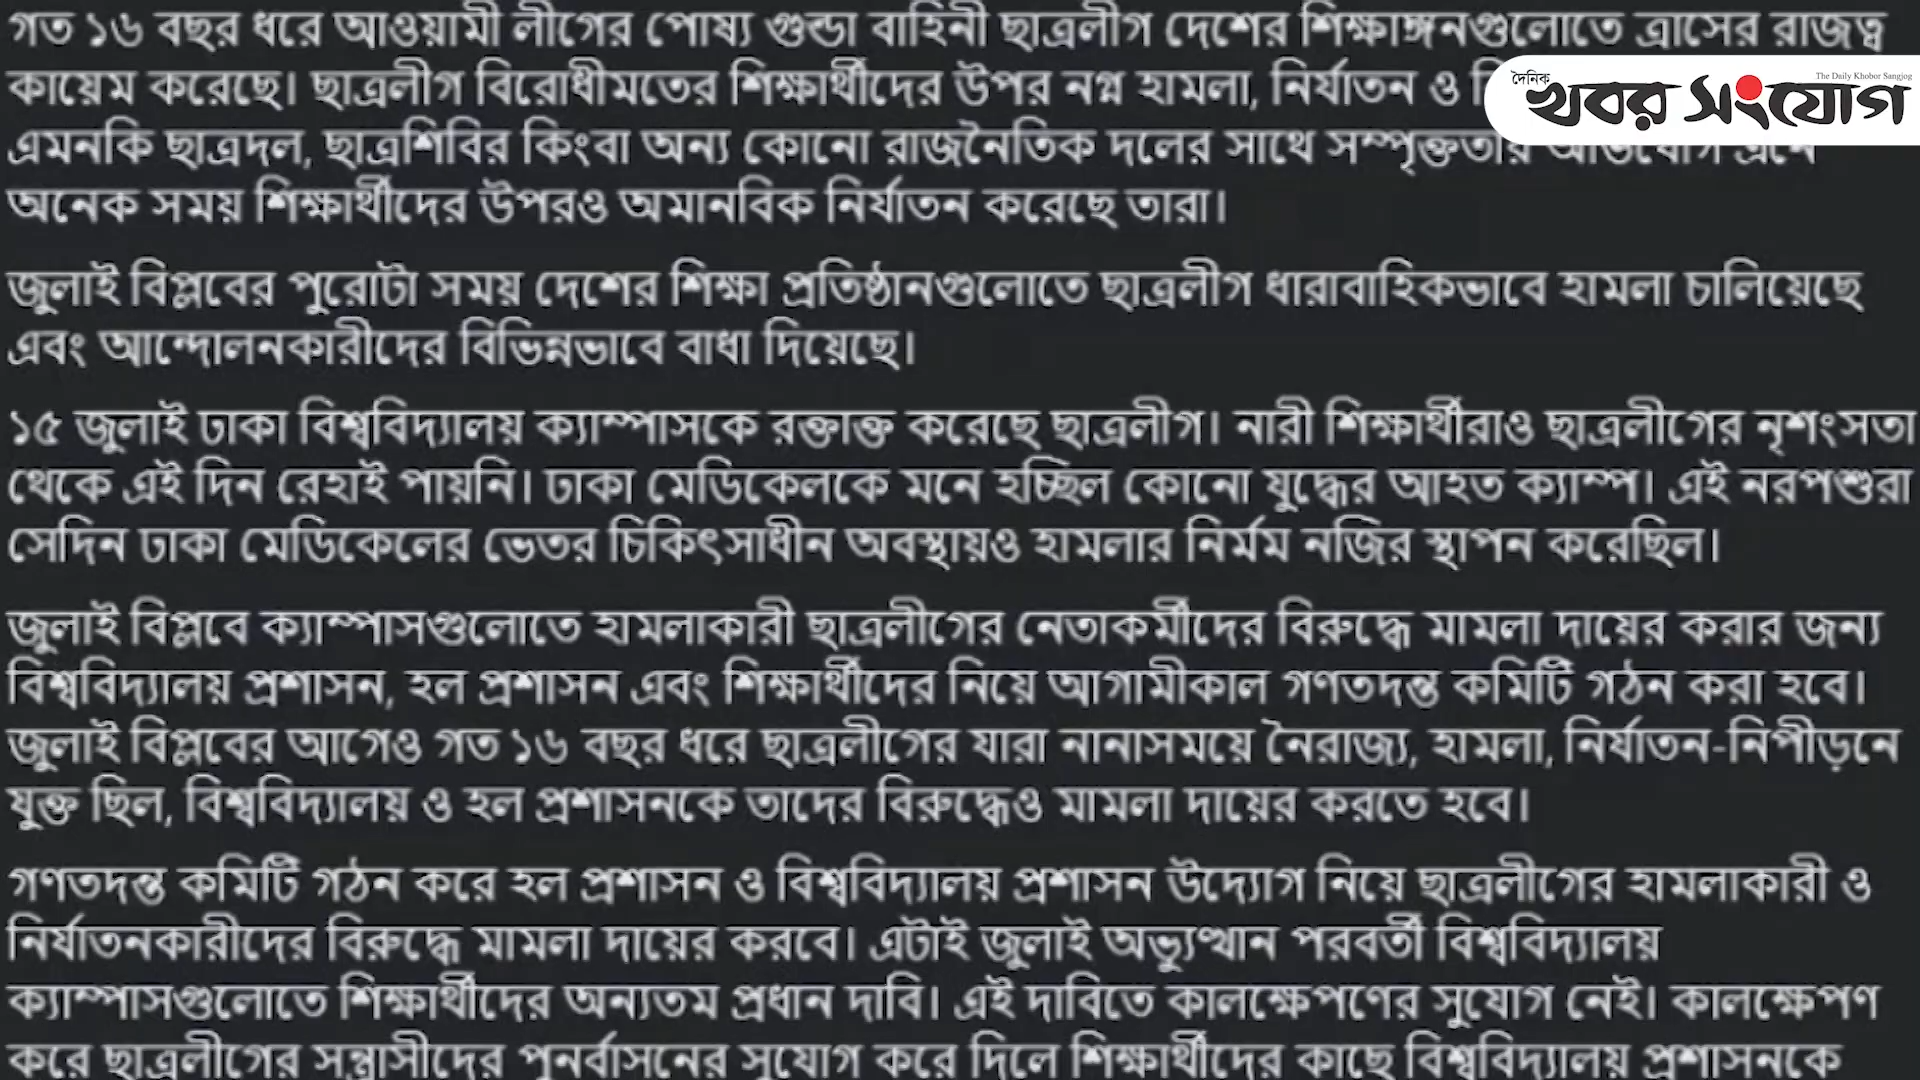 গত ১৬ বছর ধরে আওয়ামী লীগের পোষ্য গুন্ডা বাহিনী ছাত্রলীগ দেশের শিক্ষাঙ্গনগুলোতে ত্রাসের রাজত্ব
কায়েম করেছে। ছাত্রলীগ বিরোধীমতের শিক্ষার্থীদের উপর নগ্ন হামলা, নির্যাতন ও
দৈনিক
The Daily Khobor Sangjog
খবর সংযোগ
এমনকি ছাত্রদল, ছাত্রশিবির কিংবা অন্য কোনো রাজনৈতিক দলের সাথে সম্পৃক্ততার অভিযোগ এনে
অনেক সময় শিক্ষার্থীদের উপরও অমানবিক নির্যাতন করেছে তারা।
জুলাই বিপ্লবের পুরোটা সময় দেশের শিক্ষা প্রতিষ্ঠানগুলোতে ছাত্রলীগ ধারাবাহিকভাবে হামলা চালিয়েছে
এবং আন্দোলনকারীদের বিভিন্নভাবে বাধা দিয়েছে।
১৫ জুলাই ঢাকা বিশ্ববিদ্যালয় ক্যাম্পাসকে রক্তাক্ত করেছে ছাত্রলীগ। নারী শিক্ষার্থীরাও ছাত্রলীগের নৃশংসতা
থেকে এই দিন রেহাই পায়নি। ঢাকা মেডিকেলকে মনে হচ্ছিল কোনো যুদ্ধের আহত ক্যাম্প। এই নরপশুরা
সেদিন ঢাকা মেডিকেলের ভেতর চিকিৎসাধীন অবস্থায়ও হামলার নির্মম নজির স্থাপন করেছিল।
জুলাই বিপ্লবে ক্যাম্পাসগুলোতে হামলাকারী ছাত্রলীগের নেতাকর্মীদের বিরুদ্ধে মামলা দায়ের করার জন্য
বিশ্ববিদ্যালয় প্রশাসন, হল প্রশাসন এবং শিক্ষার্থীদের নিয়ে আগামীকাল গণতদন্ত কমিটি গঠন করা হবে।
জুলাই বিপ্লবের আগেও গত ১৬ বছর ধরে ছাত্রলীগের যারা নানাসময়ে নৈরাজ্য, হামলা, নির্যাতন-নিপীড়নে
যুক্ত ছিল, বিশ্ববিদ্যালয় ও হল প্রশাসনকে তাদের বিরুদ্ধেও মামলা দায়ের করতে হবে।
গণতদন্ত কমিটি গঠন করে হল প্রশাসন ও বিশ্ববিদ্যালয় প্রশাসন উদ্যোগ নিয়ে ছাত্রলীগের হামলাকারী ও
নির্যাতনকারীদের বিরুদ্ধে মামলা দায়ের করবে। এটাই জুলাই অভ্যুত্থান পরবর্তী বিশ্ববিদ্যালয়
ক্যাম্পাসগুলোতে শিক্ষার্থীদের অন্যতম প্রধান দাবি। এই দাবিতে কালক্ষেপণের সুযোগ নেই। কালক্ষেপণ
করে ছাত্রলীগের সন্ত্রাসীদের পুনর্বাসনের সুযোগ করে দিলে শিক্ষার্থীদের কাছে বিশ্ববিদ্যালয় প্রশাসনকে